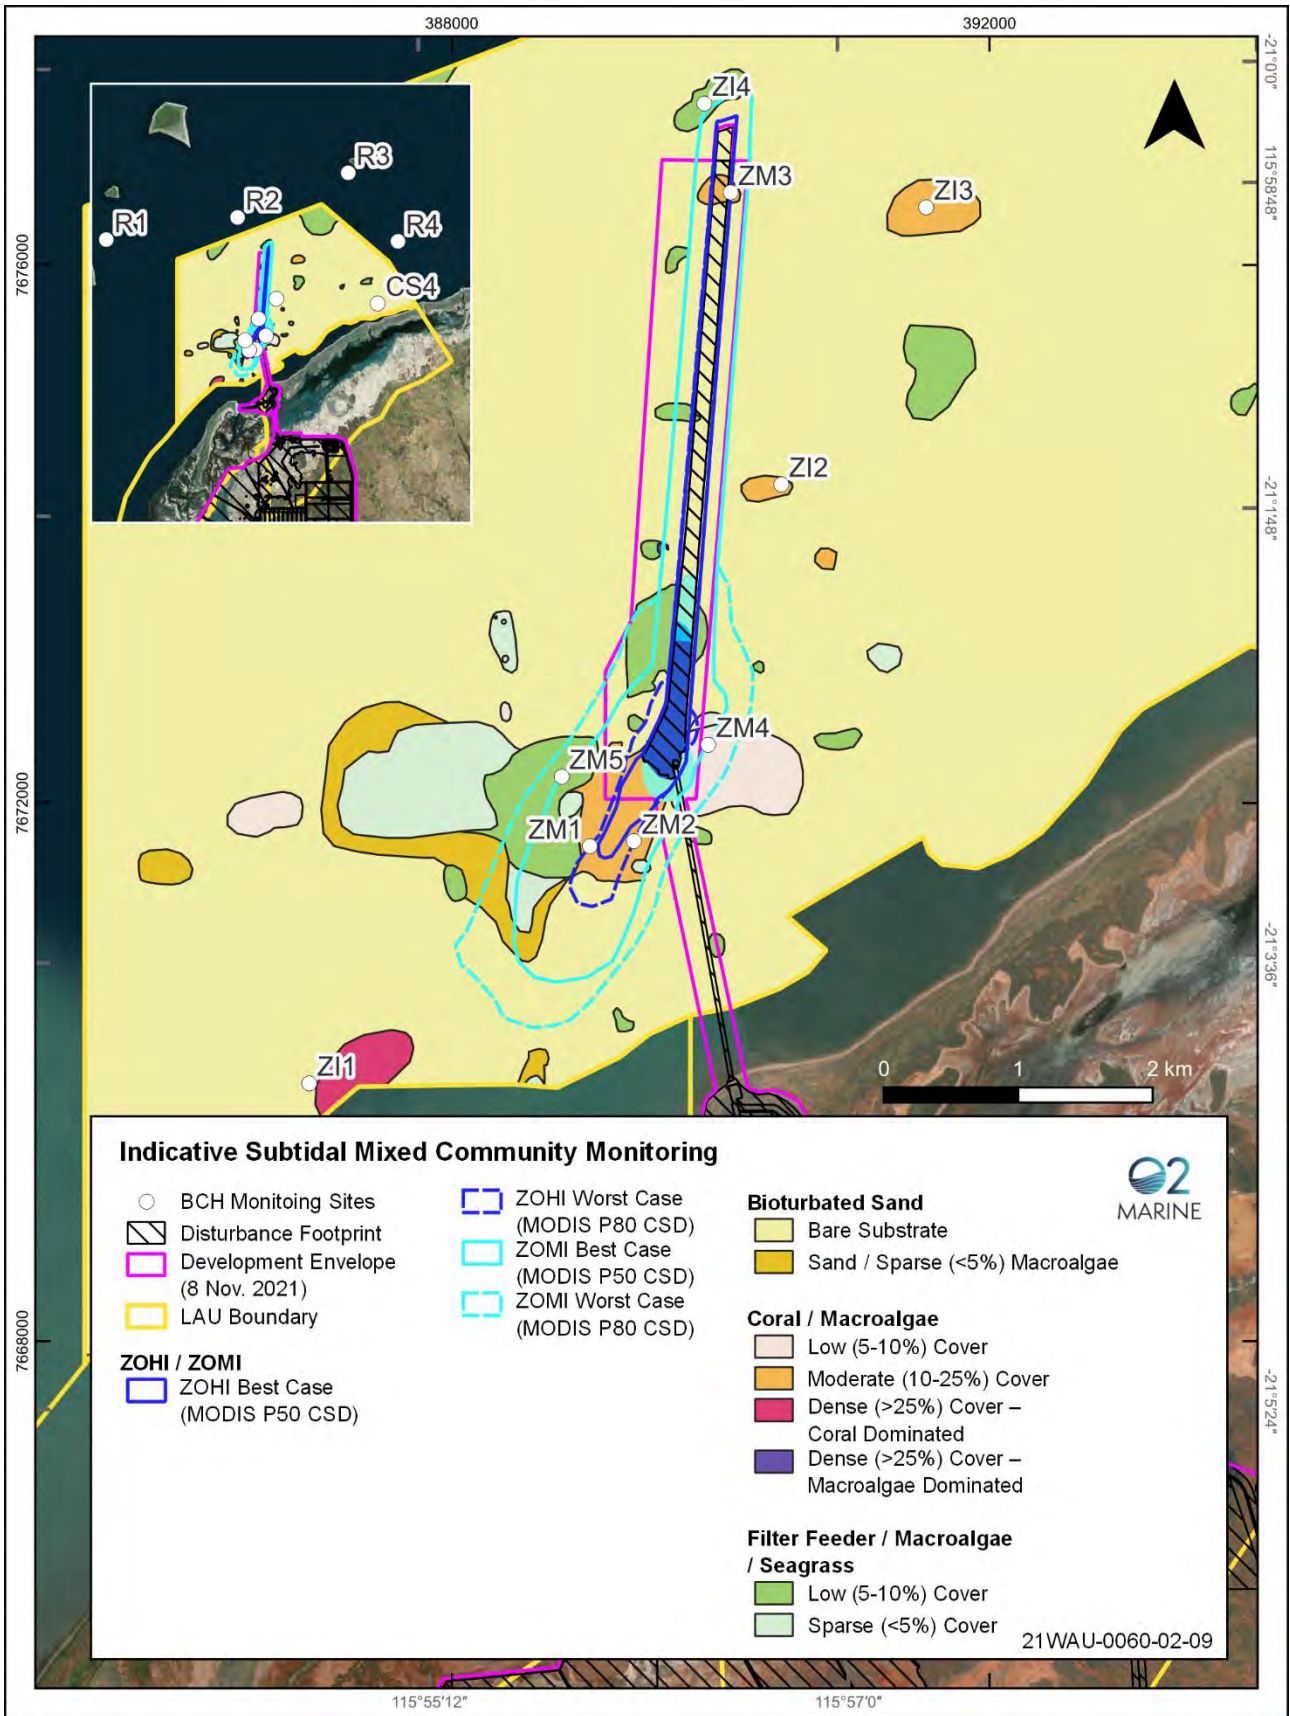 388000
392000
-21°0'0"
115°58'48"
-21°1'48"
-21°3'36"
-21°5'24"
7676000
7672000
7668000
115°55'12"
115°57'0"
R3
R2
R1
R4
CS4
ZI4
ZM3
ZI3
ZI2
ZM4
ZM5
ZM1
ZM2
ZI1
0 1 2 km
Indicative Subtidal Mixed Community Monitoring
BCH Monitoing Sites
Disturbance Footprint
Development Envelope
(8 Nov. 2021)
LAU Boundary
ZOHI / ZOMI
ZOHI Best Case
(MODIS P50 CSD)
ZOHI Worst Case
(MODIS P80 CSD)
ZOMI Best Case
(MODIS P50 CSD)
ZOMI Worst Case
(MODIS P80 CSD)
Bioturbated Sand
Bare Substrate
Sand / Sparse (<5%) Macroalgae
Coral / Macroalgae
Low (5-10%) Cover
Moderate (10-25%) Cover
Dense (>25%) Cover –
Coral Dominated
Dense (>25%) Cover –
Macroalgae Dominated
Filter Feeder / Macroalgae
/ Seagrass
Low (5-10%) Cover
Sparse (<5%) Cover
O2
MARINE
21WAU-0060-02-09